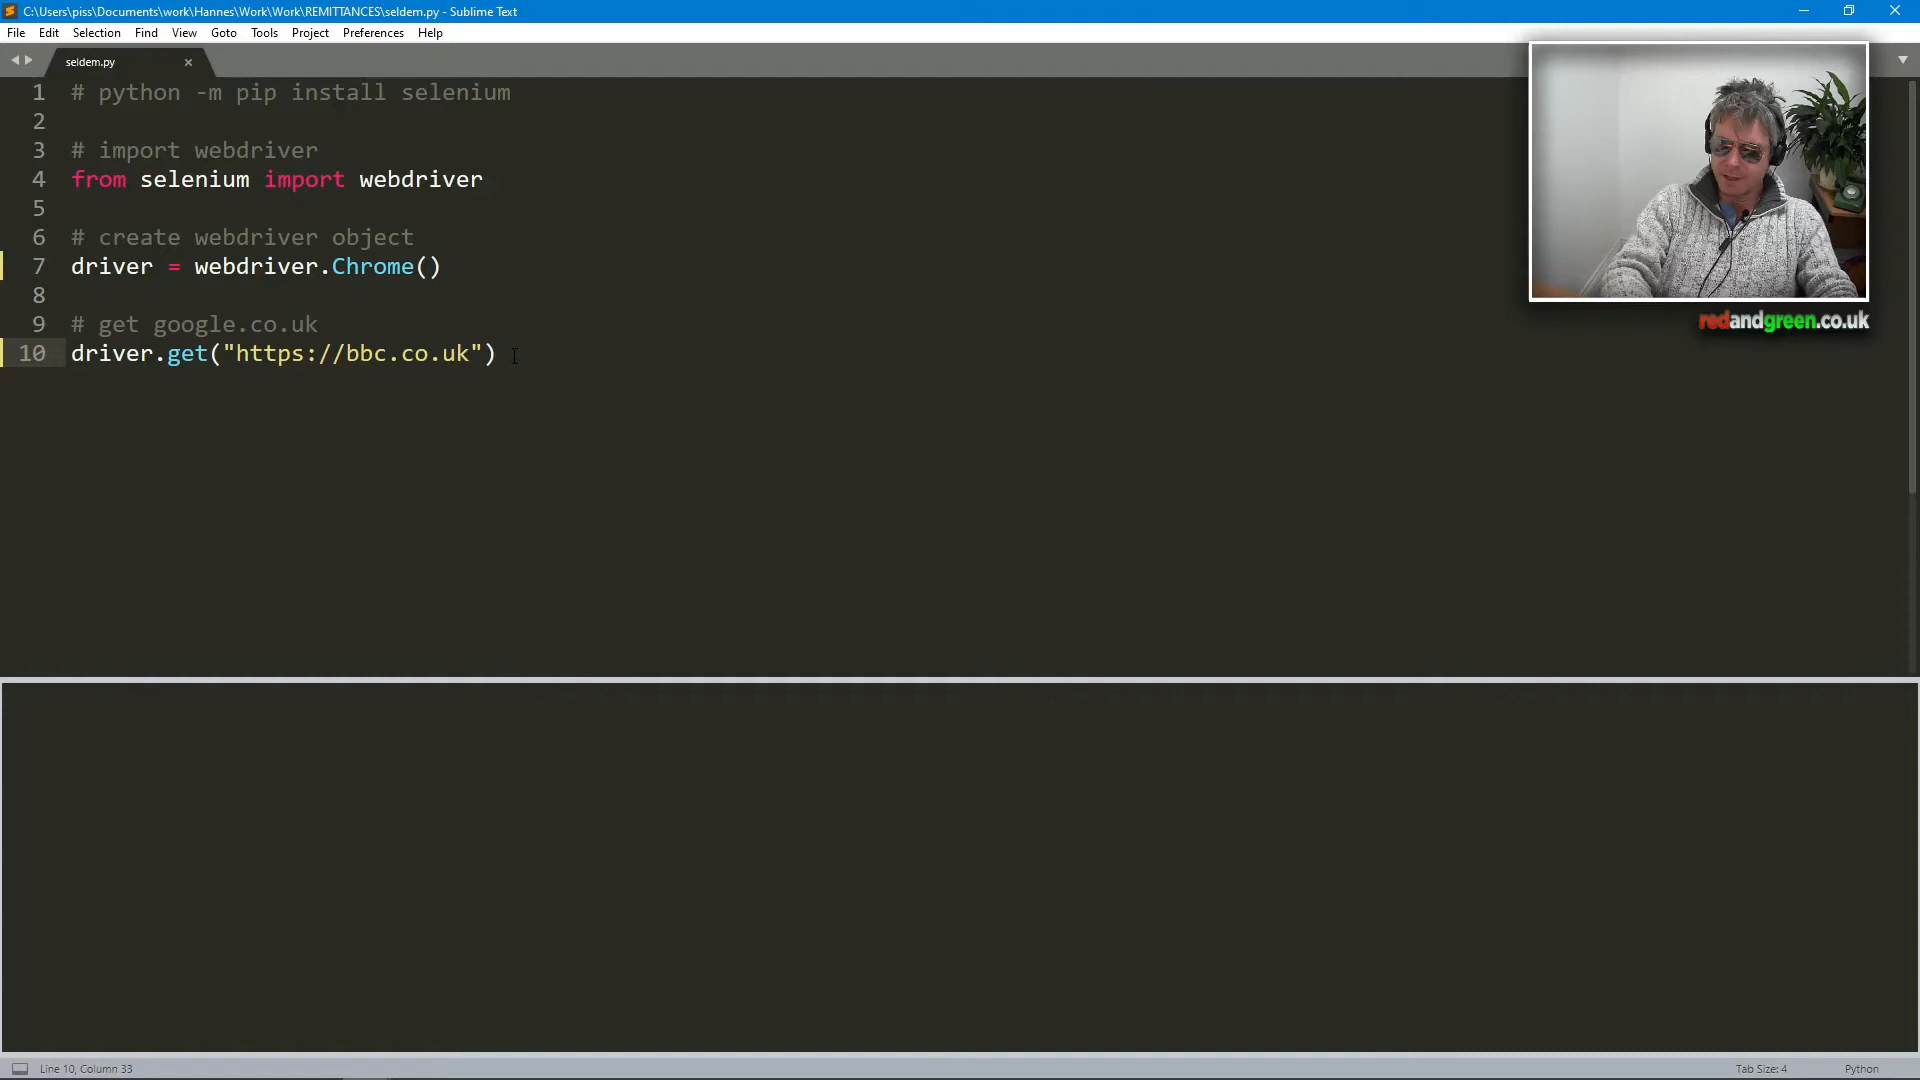 C:\Users\piss\Documents\work\Hannes\Work\Work\REMITTANCES\seldem.py - Sublime Text
File Edit Selection Find View Goto Tools Project Preferences Help
seldem.py
1 # python -m pip install selenium
2
3 # import webdriver
4 from selenium import webdriver
5
6 # create webdriver object
7 driver = webdriver.Chrome()
8
9 # get google.co.uk
10 driver.get("https://bbc.co.uk")
redandgreen.co.uk
Line 10, Column 33
Tab Size: 4
Python